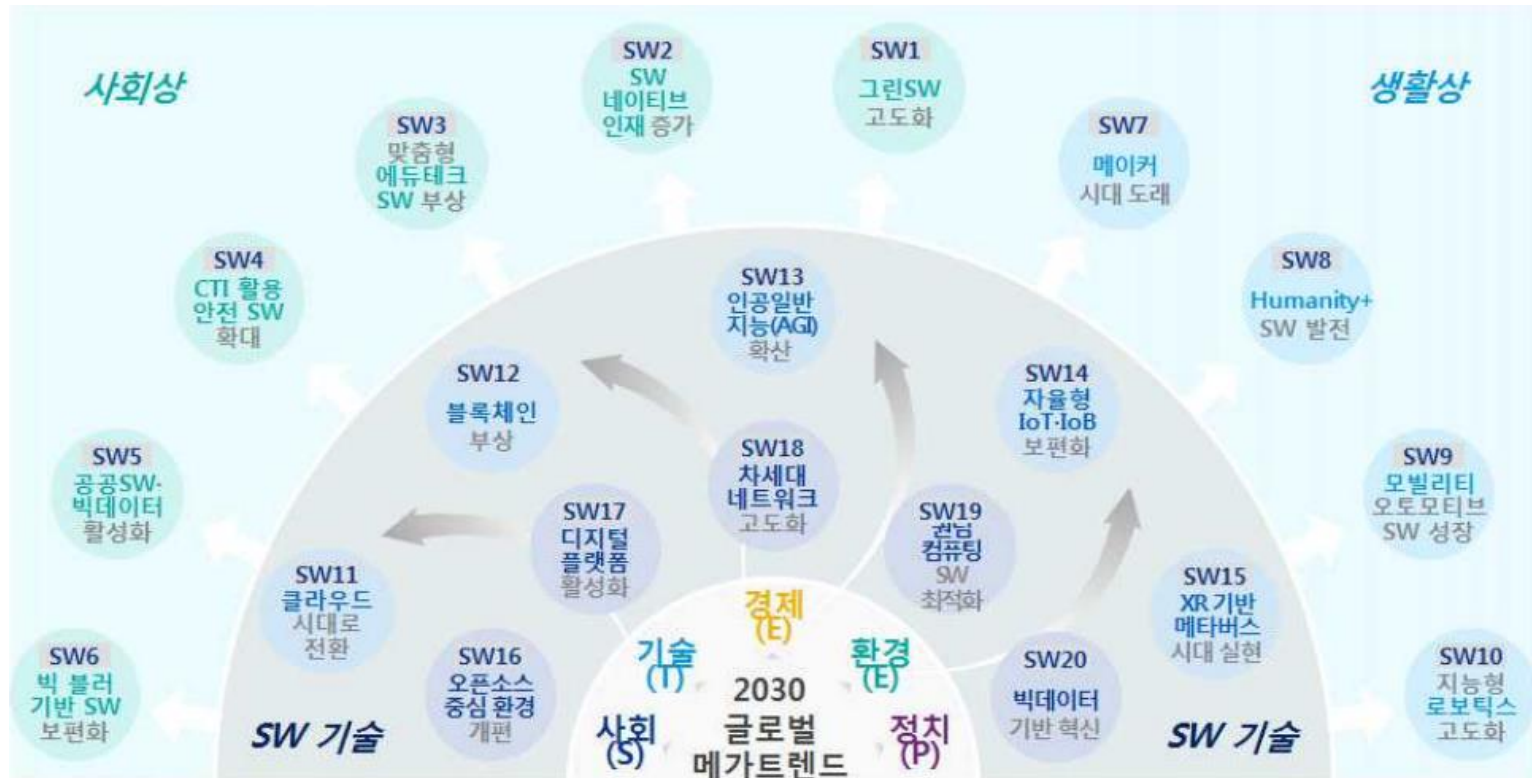 사회상
생활상
SW1
그린SW
고도화
SW2
SW
네이티브
인재 증가
SW3
맞춤형
에듀테크
SW 부상
SW4
CTI 활용
안전 SW
확대
SW5
공공SW·
빅데이터
활성화
SW6
빅 블러
기반 SW
보편화
SW7
메이커
시대 도래
SW8
Humanity+
SW 발전
SW9
모빌리티
오토모티브
SW 성장
SW10
지능형
로보틱스
고도화
SW11
클라우드
시대로
전환
SW12
블록체인
부상
SW13
인공일반
지능(AGI)
확산
SW14
자율형
IoT·IoB
보편화
SW15
XR 기반
메타버스
시대 실현
SW16
오픈소스
중심 환경
개편
SW17
디지털
플랫폼
활성화
SW18
차세대
네트워크
고도화
SW19
컴퓨팅
SW
최적화
SW20
빅데이터
기반 혁신
SW 기술
SW 기술
사회
(S)
기술
(T)
경제
(E)
환경
(E)
정치
(P)
2030
글로벌
메가트렌드